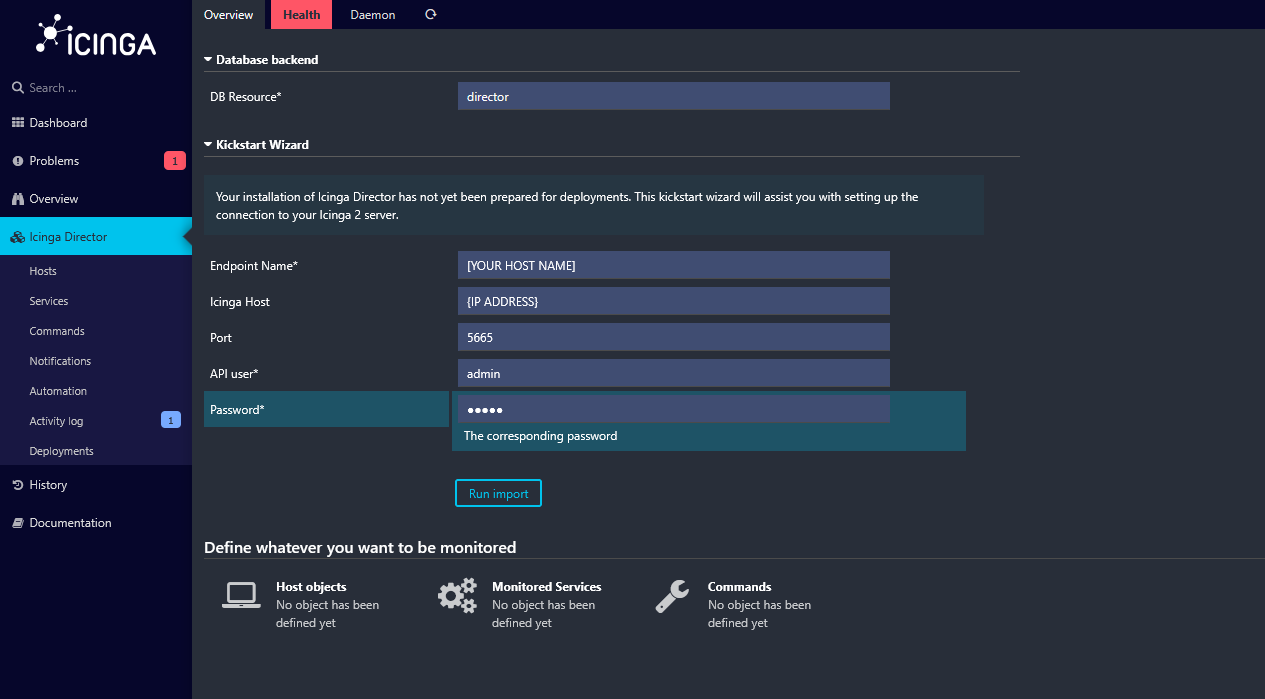 Overview Health Daemon
ICINGA
Search ...
Dashboard
Problems 1
Overview
Icinga Director
Hosts
Services
Commands
Notifications
Automation
Activity log 1
Deployments
History
Documentation
Database backend
DB Resource* director
Kickstart Wizard
Your installation of Icinga Director has not yet been prepared for deployments. This kickstart wizard will assist you with setting up the
connection to your Icinga 2 server.
Endpoint Name* [YOUR HOST NAME]
Icinga Host {IP ADDRESS}
Port 5665
API user* admin
Password* ●●●●●
The corresponding password
Run import
Define whatever you want to be monitored
Host objects
No object has been
defined yet
Monitored Services
No object has been
defined yet
Commands
No object has been
defined yet